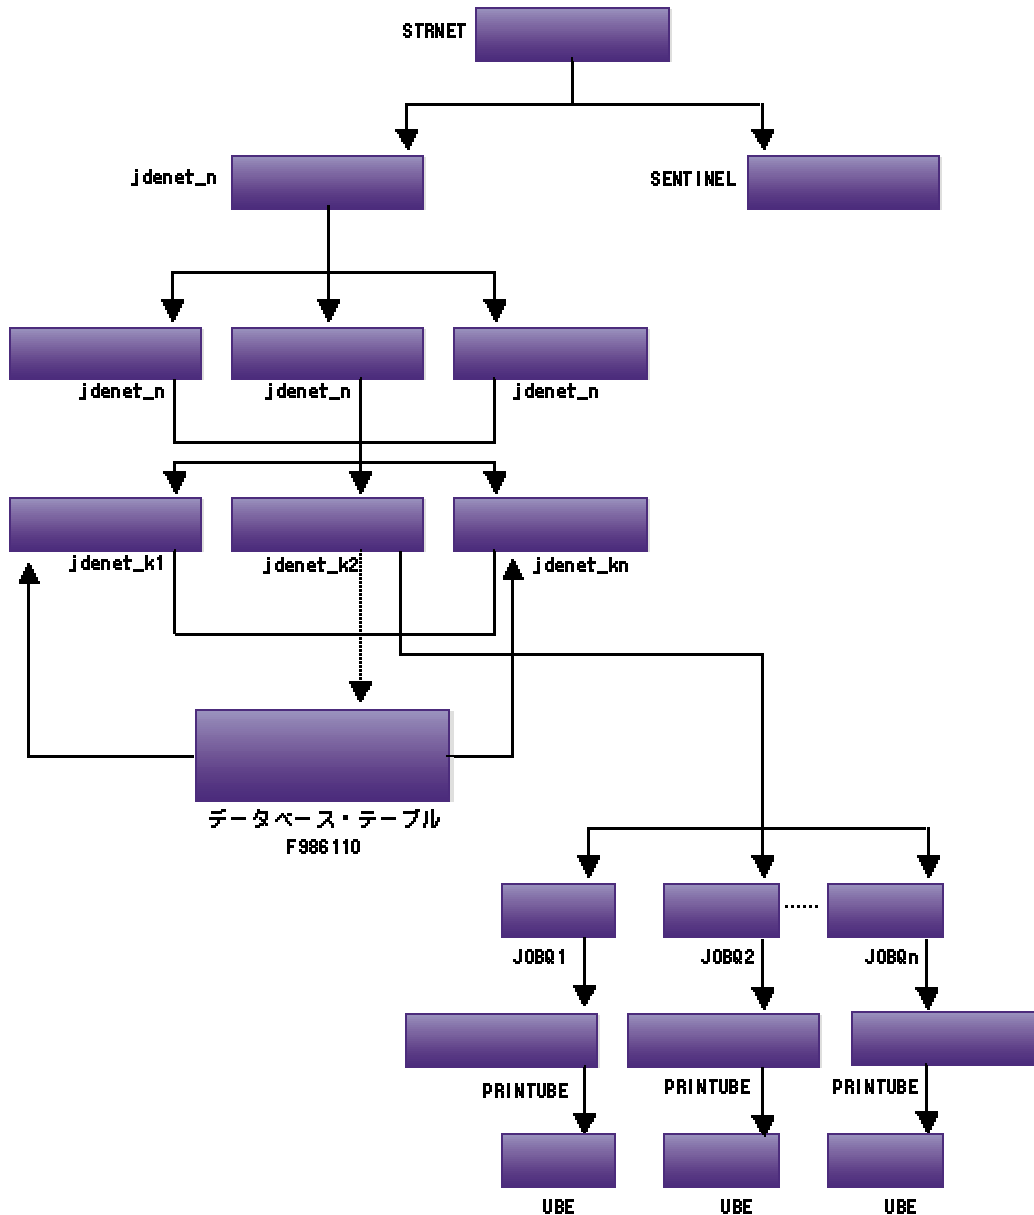 STRNET
jdenet_n
SENTINEL
jdenet_n
jdenet_n
jdenet_n
jdenet_k1
jdenet_k2
jdenet_kn
データベース・テーブル
F986110
JOBQ1
JOBQ2
JOBQn
PRINTUBE
PRINTUBE
PRINTUBE
UBE
UBE
UBE